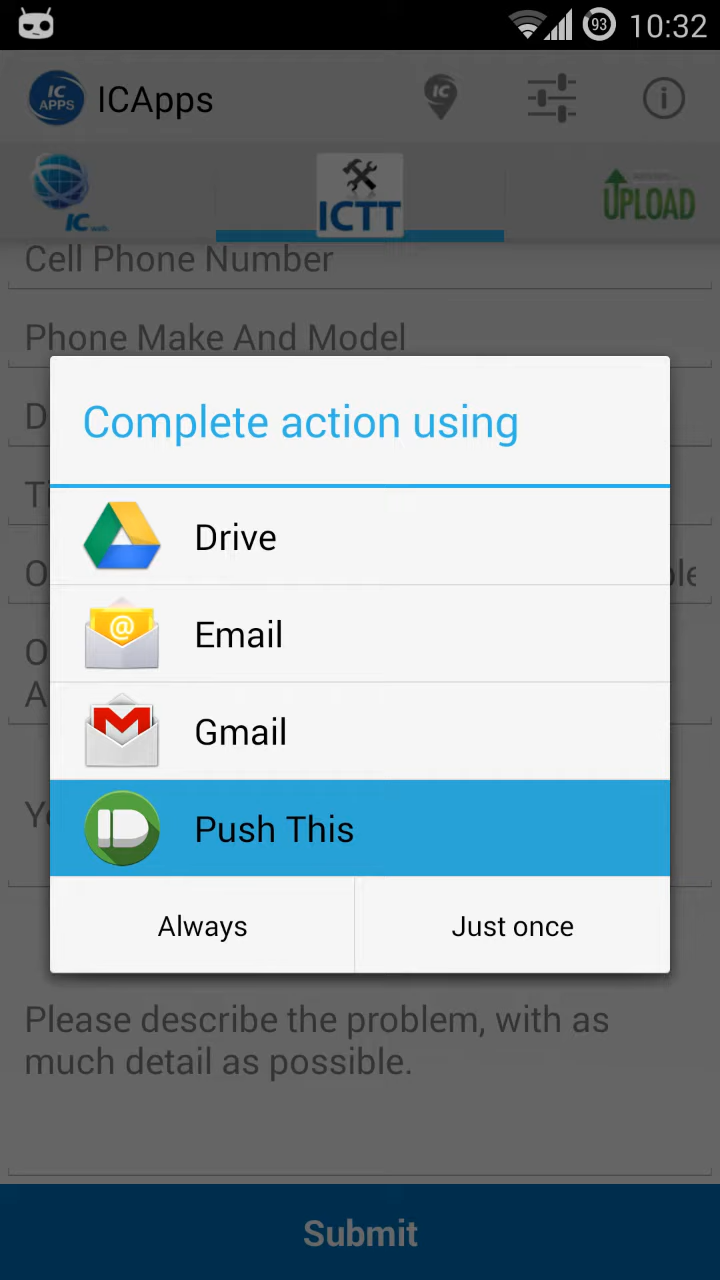 93 10:32
IC
APPS
ICApps
IC
i
IC
ICTT
UPLOAD
Cell Phone Number
Phone Make And Model
D
Complete action using
O
O
A
Drive
@
Email
Gmail
Push This
Always
Just once
Please describe the problem, with as
much detail as possible.
Submit